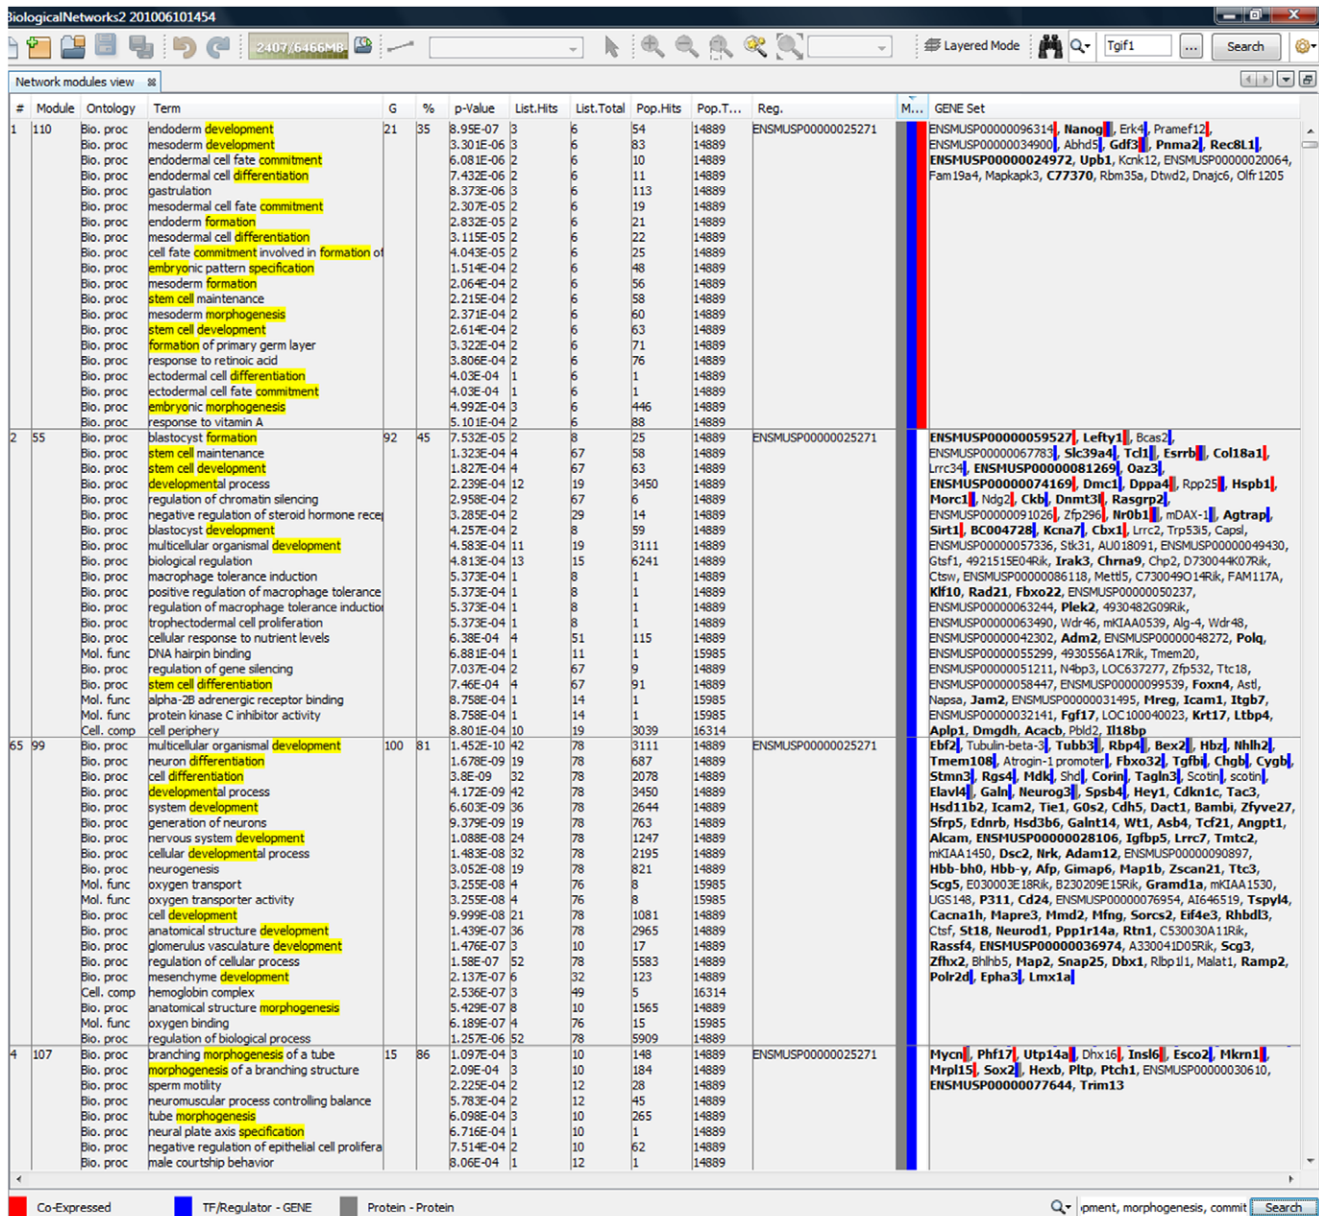 BiologicalNetworks2 201006101454
2407/6466MB Layered Mode Tgif1 ... Search
Network modules view
# Module Ontology Term G % p-Value List.Hits List.Total Pop.Hits Pop.T... Reg. M... GENE Set
1 110 Bio. proc endoderm development 21 35 8.95E-07 3 6 54 14889 ENSMUSP00000025271 ENSMUSP00000096314, Nanog, Erk4, Pramef12,
Bio. proc mesoderm development 3.301E-06 3 6 83 14889 ENSMUSP00000034900, Abhd5, Gdf3, Pnma2, Rec8L1,
Bio. proc endodermal cell fate commitment 6.081E-06 2 6 10 14889 ENSMUSP00000024972, Upb1, Kcnk12, ENSMUSP00000020064,
Bio. proc endodermal cell differentiation 7.432E-06 2 6 11 14889 Fam19a4, Mapkapk3, C77370, Rbm35a, Dtwd2, Dnajc6, Olfr1205
Bio. proc gastrulation 8.373E-06 3 6 113 14889
Bio. proc mesodermal cell fate commitment 2.307E-05 2 6 19 14889
Bio. proc endoderm formation 2.832E-05 2 6 21 14889
Bio. proc mesodermal cell differentiation 3.115E-05 2 6 22 14889
Bio. proc cell fate commitment involved in formation of 4.043E-05 2 6 25 14889
Bio. proc embryonic pattern specification 1.514E-04 2 6 48 14889
Bio. proc mesoderm formation 2.064E-04 2 6 56 14889
Bio. proc stem cell maintenance 2.215E-04 2 6 58 14889
Bio. proc mesoderm morphogenesis 2.371E-04 2 6 60 14889
Bio. proc stem cell development 2.614E-04 2 6 63 14889
Bio. proc formation of primary germ layer 3.322E-04 2 6 71 14889
Bio. proc response to retinoic acid 3.806E-04 2 6 76 14889
Bio. proc ectodermal cell differentiation 4.03E-04 1 6 1 14889
Bio. proc ectodermal cell fate commitment 4.03E-04 1 6 1 14889
Bio. proc embryonic morphogenesis 4.992E-04 3 6 446 14889
Bio. proc response to vitamin A 5.101E-04 2 6 88 14889
2 55 Bio. proc blastocyst formation 92 45 7.532E-05 2 8 25 14889 ENSMUSP00000025271 ENSMUSP00000059527, Lefty1, Bcas2,
Bio. proc stem cell maintenance 1.323E-04 4 67 58 14889 ENSMUSP00000067783, Slc39a4, Tcl1, Esrrb, Col18a1,
Bio. proc stem cell development 1.827E-04 4 67 63 14889 Lrrc34, ENSMUSP00000081269, Oaz3,
Bio. proc developmental process 2.239E-04 12 19 3450 14889 ENSMUSP00000074169, Dmc1, Dppa4, Rpp25, Hspb1,
Bio. proc regulation of chromatin silencing 2.958E-04 2 67 6 14889 Morc1, Ndg2, Ckb, Dnmt3l, Rasgrp2,
Bio. proc negative regulation of steroid hormone recep 3.285E-04 2 29 14 14889 ENSMUSP00000091026, Zfp296, Nr0b1, mDAX-1, Agtrap,
Bio. proc blastocyst development 4.257E-04 2 8 59 14889 Sirt1, BC004728, Kcna7, Cbx1, Lrrc2, Trp53i5, Capsl,
Bio. proc multicellular organismal development 4.583E-04 11 19 3111 14889 ENSMUSP00000057336, Stk31, AU018091, ENSMUSP00000049430,
Bio. proc biological regulation 4.813E-04 13 15 6241 14889 Gtsf1, 4921515E04Rik, Irak3, Chrna9, Chp2, D730044K07Rik,
Bio. proc macrophage tolerance induction 5.373E-04 1 8 1 14889 Ctsw, ENSMUSP00000086118, Mettl5, C730049O14Rik, FAM117A,
Bio. proc positive regulation of macrophage tolerance 5.373E-04 1 8 1 14889 Klf10, Rad21, Fbxo22, ENSMUSP00000050237,
Bio. proc regulation of macrophage tolerance induction 5.373E-04 1 8 1 14889 ENSMUSP00000063244, Plek2, 4930482G09Rik,
Bio. proc trophectodermal cell proliferation 5.373E-04 1 8 1 14889 ENSMUSP00000063490, Wdr46, mKIAA0539, Alg-4, Wdr48,
Bio. proc cellular response to nutrient levels 6.38E-04 4 51 115 14889 ENSMUSP00000042302, Adm2, ENSMUSP00000048272, Polq,
Mol. func DNA hairpin binding 6.881E-04 1 11 1 15985 ENSMUSP00000055299, 4930556A17Rik, Tmem20,
Bio. proc regulation of gene silencing 7.037E-04 2 67 9 14889 ENSMUSP00000051211, N4bp3, LOC637277, Zfp532, Ttc18,
Bio. proc stem cell differentiation 7.46E-04 4 67 91 14889 ENSMUSP00000058447, ENSMUSP00000099539, Foxn4, Astl,
Mol. func alpha-2B adrenergic receptor binding 8.758E-04 1 14 1 15985 Napsa, Jam2, ENSMUSP00000031495, Mreg, Icam1, Itgb7,
Mol. func protein kinase C inhibitor activity 8.758E-04 1 14 1 15985 ENSMUSP00000032141, Fgf17, LOC100040023, Krt17, Ltbp4,
Cell. comp cell periphery 8.801E-04 10 19 3039 16314 Aplp1, Dmgdh, Acacb, Pbld2, Il18bp
65 99 Bio. proc multicellular organismal development 100 81 1.452E-10 42 78 3111 14889 ENSMUSP00000025271 Ebf2, Tubulin-beta-3, Tubb3, Rbp4, Bex2, Hbz, Nhlh2,
Bio. proc neuron differentiation 1.678E-09 19 78 687 14889 Tmem108, Atrogin-1 promoter, Fbxo32, Tgfbi, Chgb, Cygb,
Bio. proc cell differentiation 3.8E-09 32 78 2078 14889 Stmn3, Rgs4, Mdk, Shd, Corin, Tagln3, Scotin, scotin,
Bio. proc developmental process 4.172E-09 42 78 3450 14889 Elavl4, Galn, Neurog3, Spsb4, Hey1, Cdkn1c, Tac3,
Bio. proc system development 6.603E-09 36 78 2644 14889 Hsd11b2, Icam2, Tie1, G0s2, Cdh5, Dact1, Bambi, Zfyve27,
Bio. proc generation of neurons 9.379E-09 19 78 763 14889 Sfrp5, Ednrb, Hsd3b6, Galnt14, Wt1, Asb4, Tcf21, Angpt1,
Bio. proc nervous system development 1.088E-08 24 78 1247 14889 Alcam, ENSMUSP00000028106, Igfbp5, Lrrc7, Tmtc2,
Bio. proc cellular developmental process 1.483E-08 32 78 2195 14889 mKIAA1450, Dsc2, Nrk, Adam12, ENSMUSP00000090897,
Bio. proc neurogenesis 3.052E-08 19 78 821 14889 Hbb-bh0, Hbb-y, Afp, Gimap6, Map1b, Zscan21, Ttc3,
Mol. func oxygen transport 3.255E-08 4 76 8 15985 Scg5, E030003E18Rik, B230209E15Rik, Gramd1a, mKIAA1530,
Mol. func oxygen transporter activity 3.255E-08 4 76 8 15985 UGS148, P311, Cd24, ENSMUSP00000076954, AI646519, Tspyl4,
Bio. proc cell development 9.999E-08 21 78 1081 14889 Cacna1h, Mapre3, Mmd2, Mfng, Sorcs2, Eif4e3, Rhbdl3,
Bio. proc anatomical structure development 1.439E-07 36 78 2965 14889 Ctsf, St18, Neurod1, Ppp1r14a, Rtn1, C530030A11Rik,
Bio. proc glomerulus vasculature development 1.476E-07 3 10 17 14889 Rassf4, ENSMUSP00000036974, A330041D05Rik, Scg3,
Bio. proc regulation of cellular process 1.58E-07 52 78 5583 14889 Zfhx2, Bhlhb5, Map2, Snap25, Dbx1, Rlbp1l1, Malat1, Ramp2,
Bio. proc mesenchyme development 2.137E-07 6 32 123 14889 Polr2d, Epha3, Lmx1a
Cell. comp hemoglobin complex 2.536E-07 3 49 5 16314
Bio. proc anatomical structure morphogenesis 5.429E-07 8 10 1565 14889
Mol. func oxygen binding 6.189E-07 4 76 15 15985
Bio. proc regulation of biological process 1.257E-06 52 78 5909 14889
4 107 Bio. proc branching morphogenesis of a tube 15 86 1.097E-04 3 10 148 14889 ENSMUSP00000025271 Mycn, Phf17, Utp14a, Dhx16, Insl6, Esco2, Mkrn1,
Bio. proc morphogenesis of a branching structure 2.09E-04 3 10 184 14889 Mrpl15, Sox2, Hexb, Pltp, Ptch1, ENSMUSP00000030610,
Bio. proc sperm motility 2.225E-04 2 12 28 14889 ENSMUSP00000077644, Trim13
Bio. proc neuromuscular process controlling balance 5.783E-04 2 12 45 14889
Bio. proc tube morphogenesis 6.098E-04 3 10 265 14889
Bio. proc neural plate axis specification 6.716E-04 1 10 1 14889
Bio. proc negative regulation of epithelial cell prolifera 7.514E-04 2 10 62 14889
Bio. proc male courtship behavior 8.06E-04 1 12 1 14889
Co-Expressed TF/Regulator - GENE Protein - Protein pment, morphogenesis, commit Search